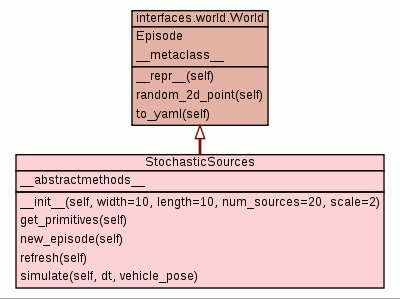 interfaces.world.World
Episode
__metaclass__
__repr__(self)
random_2d_point(self)
to_yaml(self)
StochasticSources
__abstractmethods__
__init__(self, width=10, length=10, num_sources=20, scale=2)
get_primitives(self)
new_episode(self)
refresh(self)
simulate(self, dt, vehicle_pose)